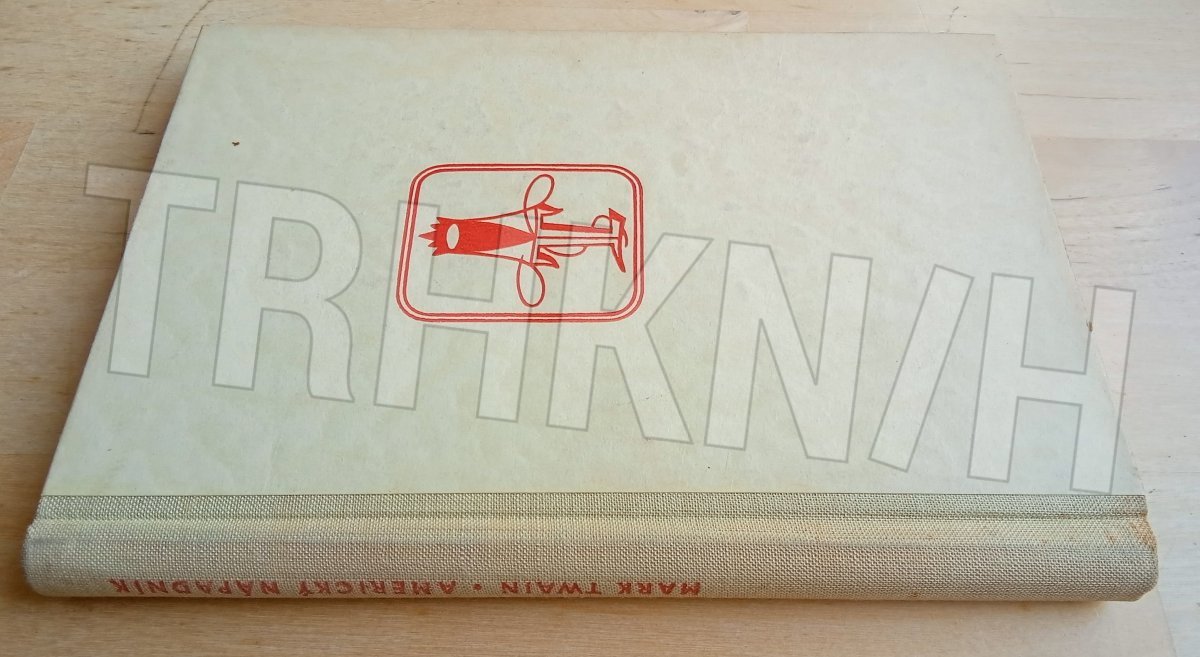 TRHKNIH
MARK TWAIN · AMERICKÝ NÁPADNÍK